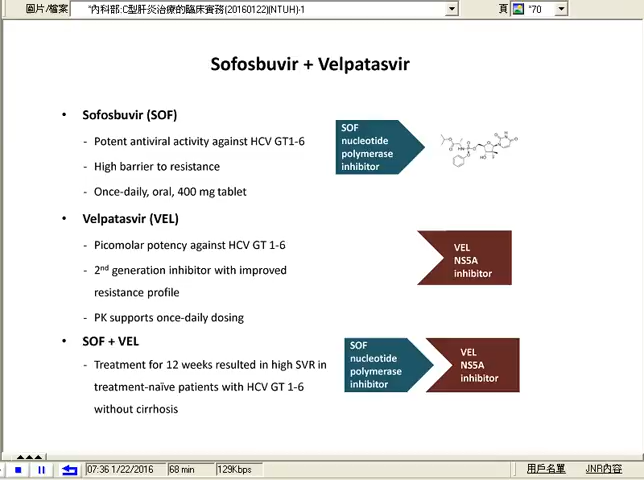 圖片/檔案 "內科部:C型肝炎治療的臨床實務(20160122)(NTUH)-1 頁 "70
Sofosbuvir + Velpatasvir
• Sofosbuvir (SOF)
- Potent antiviral activity against HCV GT1-6
- High barrier to resistance
- Once-daily, oral, 400 mg tablet
SOF
nucleotide
polymerase
inhibitor
• Velpatasvir (VEL)
- Picomolar potency against HCV GT 1-6
- 2nd generation inhibitor with improved
resistance profile
- PK supports once-daily dosing
VEL
NS5A
inhibitor
• SOF + VEL
- Treatment for 12 weeks resulted in high SVR in
treatment-naïve patients with HCV GT 1-6
without cirrhosis
SOF
nucleotide
polymerase
inhibitor
VEL
NS5A
inhibitor
07:36 1/22/2016 68 min 129Kbps 用戶名單 JNR內容